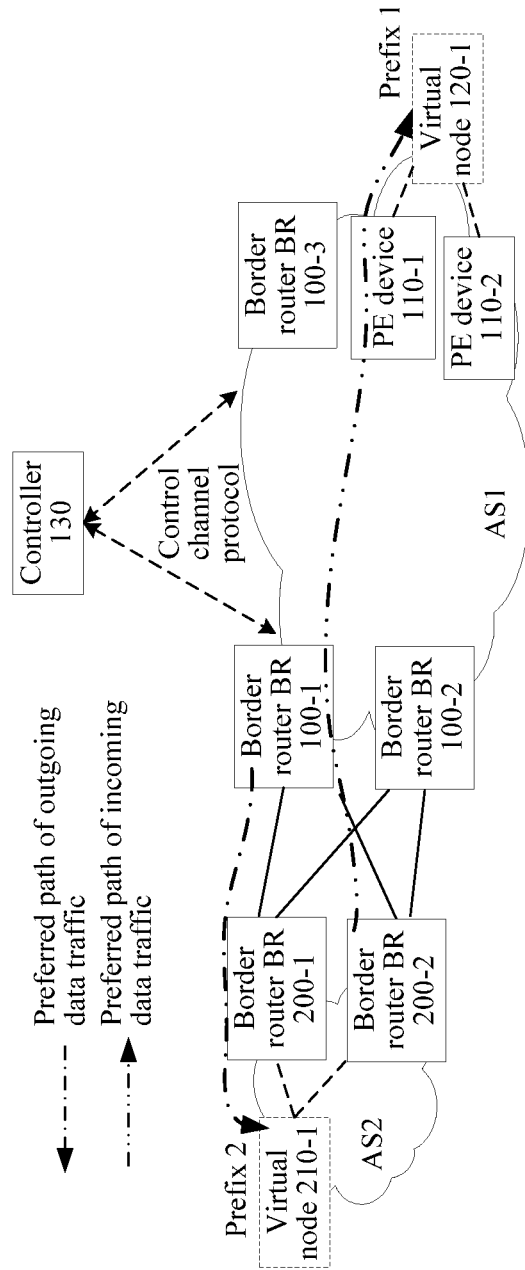 Preferred path of outgoing
data traffic
Preferred path of incoming
data traffic
Controller
130
Control
channel
protocol
Prefix 2
Virtual
node 210-1
AS2
Border
router BR
200-1
Border
router BR
200-2
Border
router BR
100-1
Border
router BR
100-2
AS1
Border
router BR
100-3
PE device
110-1
PE device
110-2
Prefix 1
Virtual
node 120-1